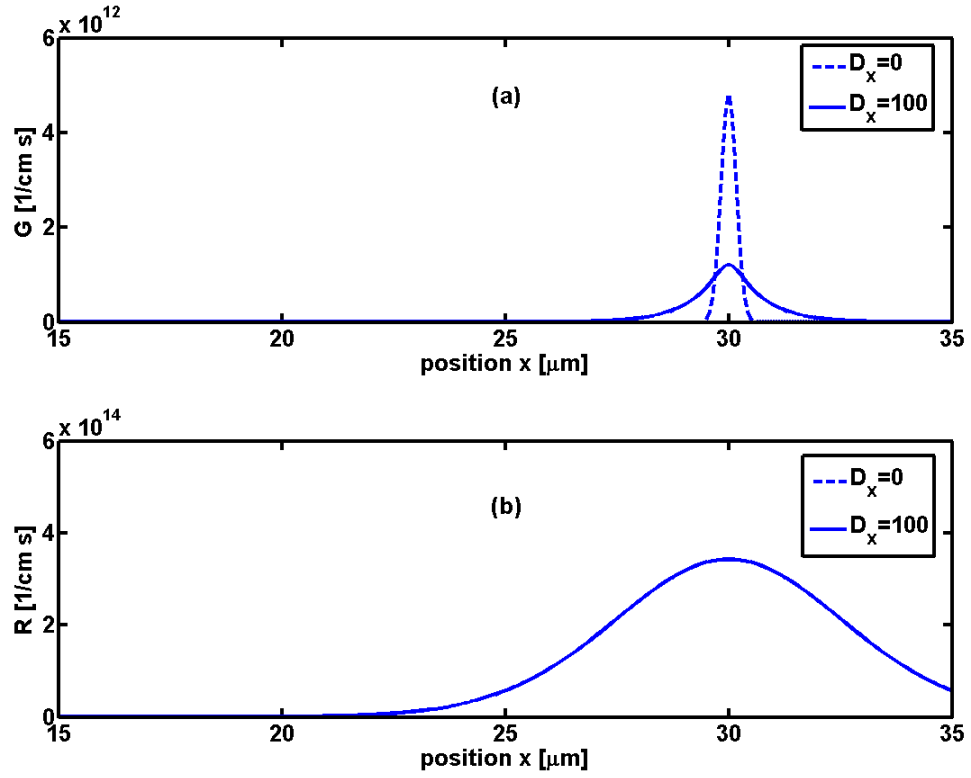 x 10^12
6
4
2
0
G [1/cm s]
(a)
D_x=0
D_x=100
15 20 25 30 35
position x [μm]
x 10^14
6
4
2
0
R [1/cm s]
(b)
D_x=0
D_x=100
15 20 25 30 35
position x [μm]